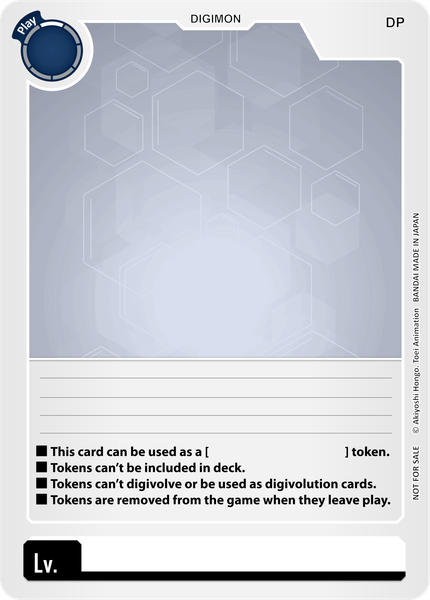 Play
DIGIMON
DP
■ This card can be used as a [ ] token.
■ Tokens can't be included in deck.
■ Tokens can't digivolve or be used as digivolution cards.
■ Tokens are removed from the game when they leave play.
Lv.
NOT FOR SALE © Akiyoshi Hongo, Toei Animation BANDAI MADE IN JAPAN